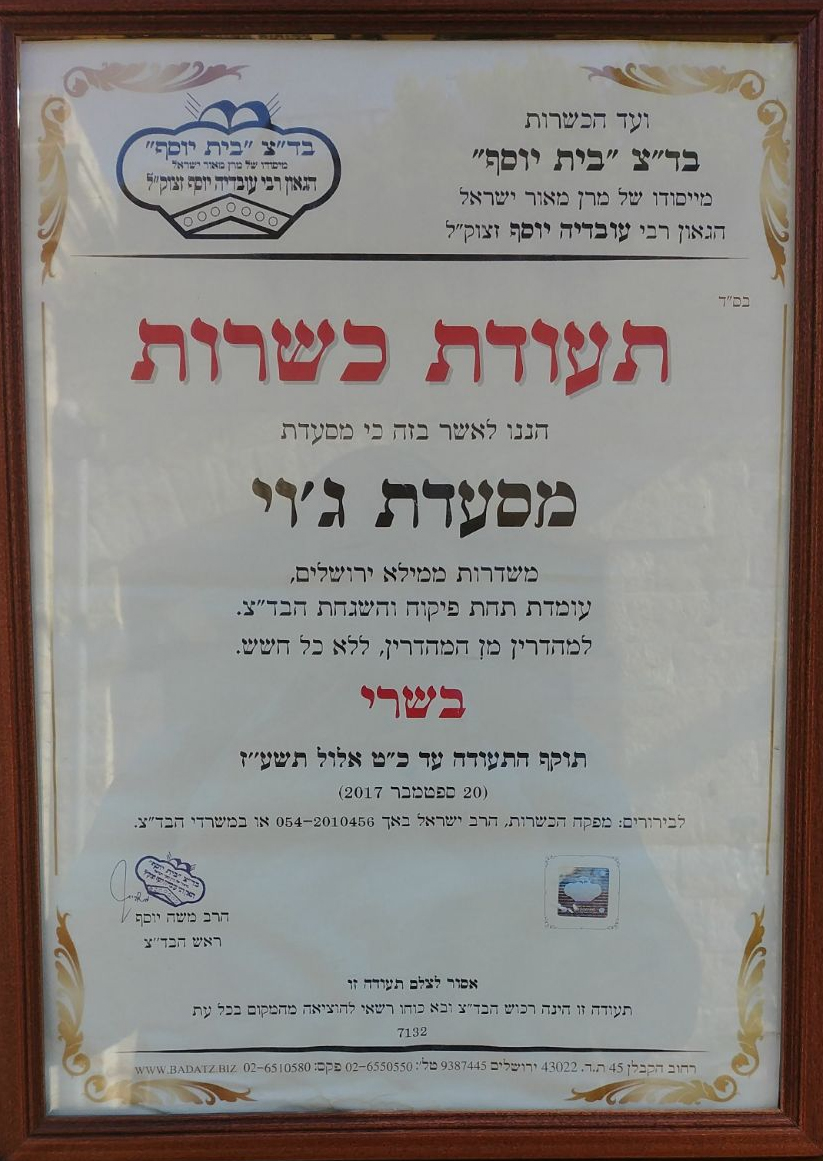 בד"צ "בית יוסף"
מיסודו של מרן מאור ישראל
הגאון רבי עובדיה יוסף זצוק"ל
ועד הכשרות
בד"צ "בית יוסף"
מייסודו של מרן מאור ישראל
הגאון רבי עובדיה יוסף זצוק"ל
בס"ד
תעודת כשרות
הננו לאשר בזה כי מסעדת
מסעדת ג'וי
משדרות ממילא ירושלים,
עומדת תחת פיקוח והשגחת הבד"צ.
למהדרין מן המהדרין, ללא כל חשש.
בשרי
תוקף התעודה עד כ"ט אלול תשע"ז
(20 ספטמבר 2017)
לבירורים: מפקח הכשרות, הרב ישראל באך 054-2010456 או במשרדי הבד"צ.
בד"צ "בית יוסף"
הרב משה יוסף
ראש הבד"צ
אסור לצלם תעודה זו
תעודה זו הינה רכוש הבד"צ ובא כוחו רשאי להוציאה מהמקום בכל עת
7132
רחוב הקבלן 45 ת.ד. 43022 ירושלים 9387445 טל': 02-6550550 פקס: 02-6510580 WWW.BADATZ.BIZ